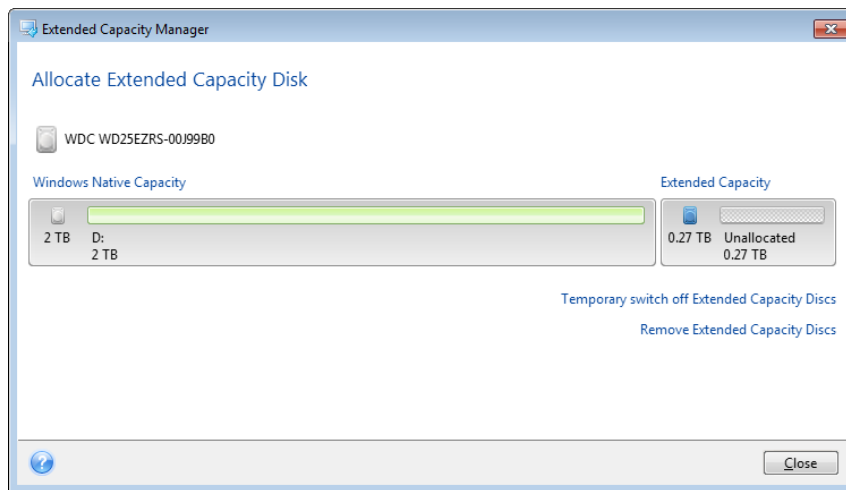 Extended Capacity Manager
Allocate Extended Capacity Disk
WDC WD25EZRS-00J99B0
Windows Native Capacity
Extended Capacity
2 TB
D:
2 TB
0.27 TB
Unallocated
0.27 TB
Temporary switch off Extended Capacity Discs
Remove Extended Capacity Discs
Close